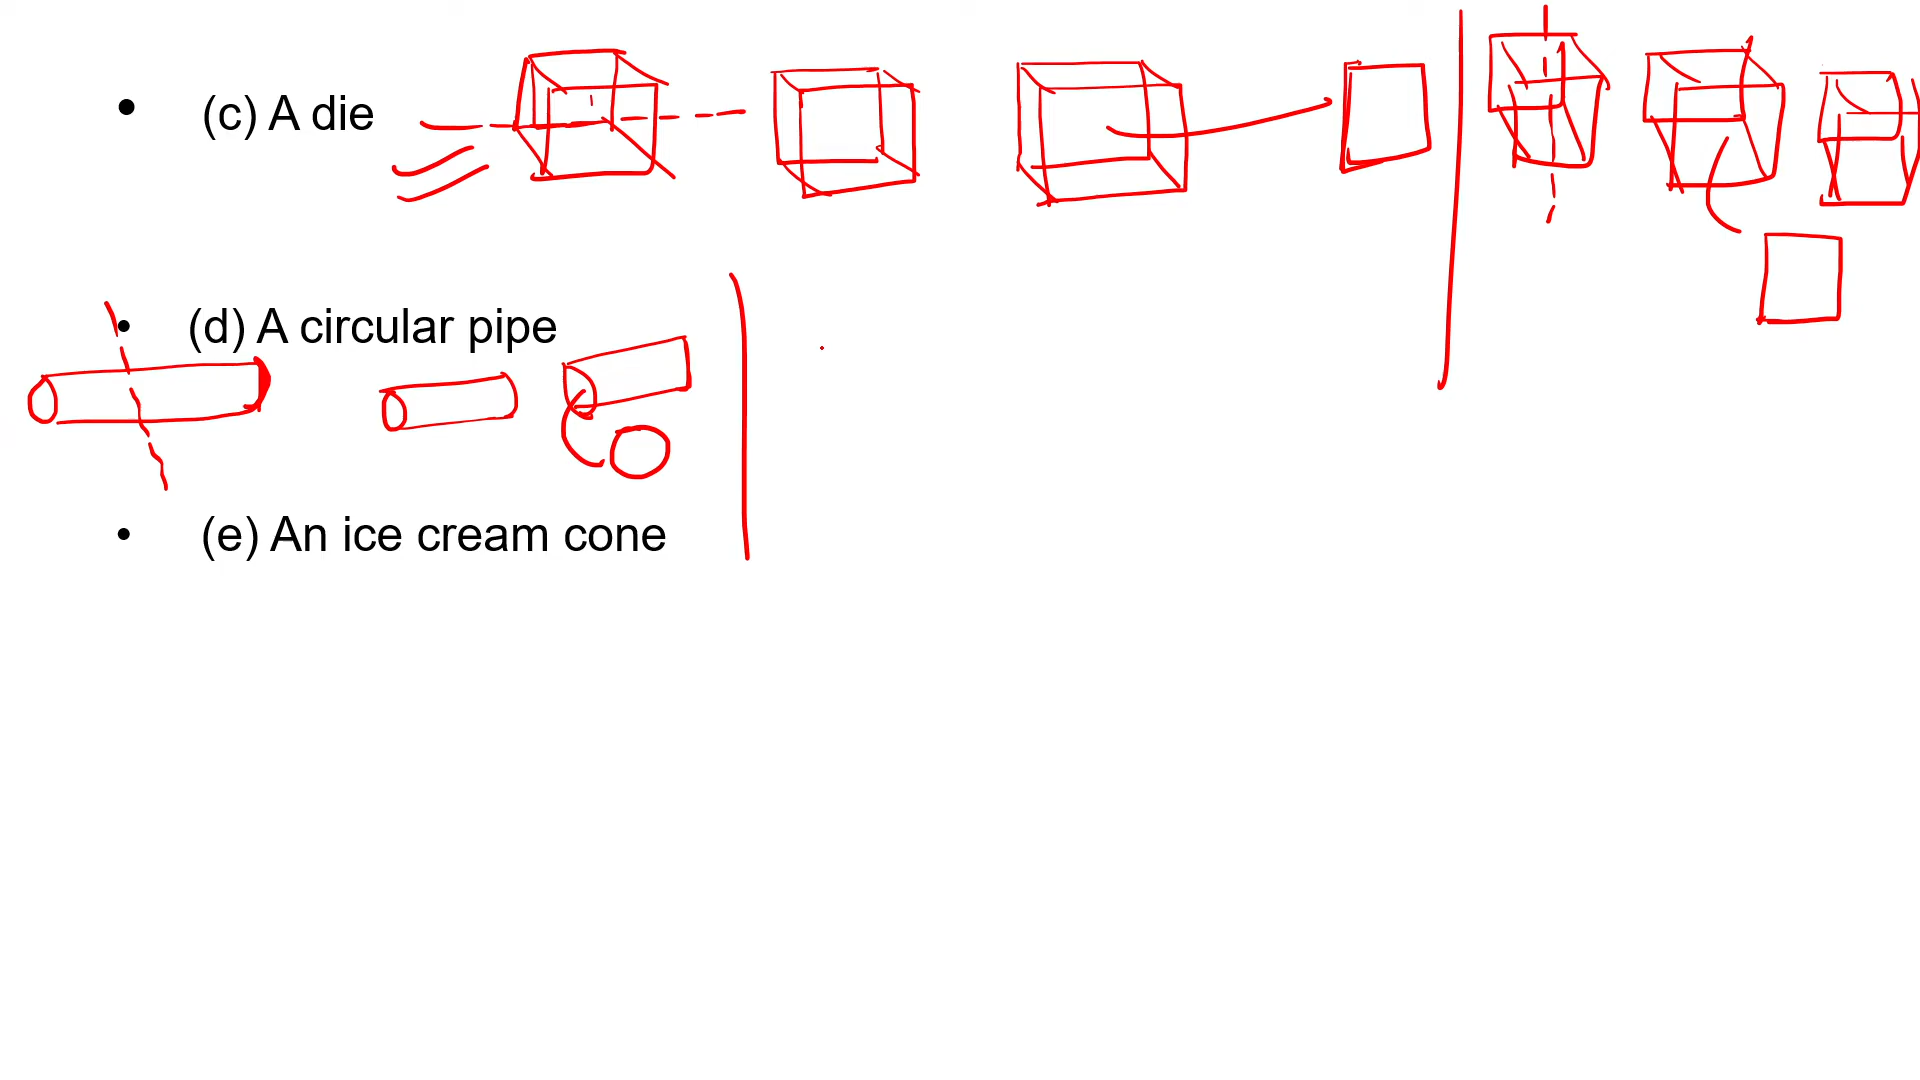 • (c) A die
• (d) A circular pipe
• (e) An ice cream cone